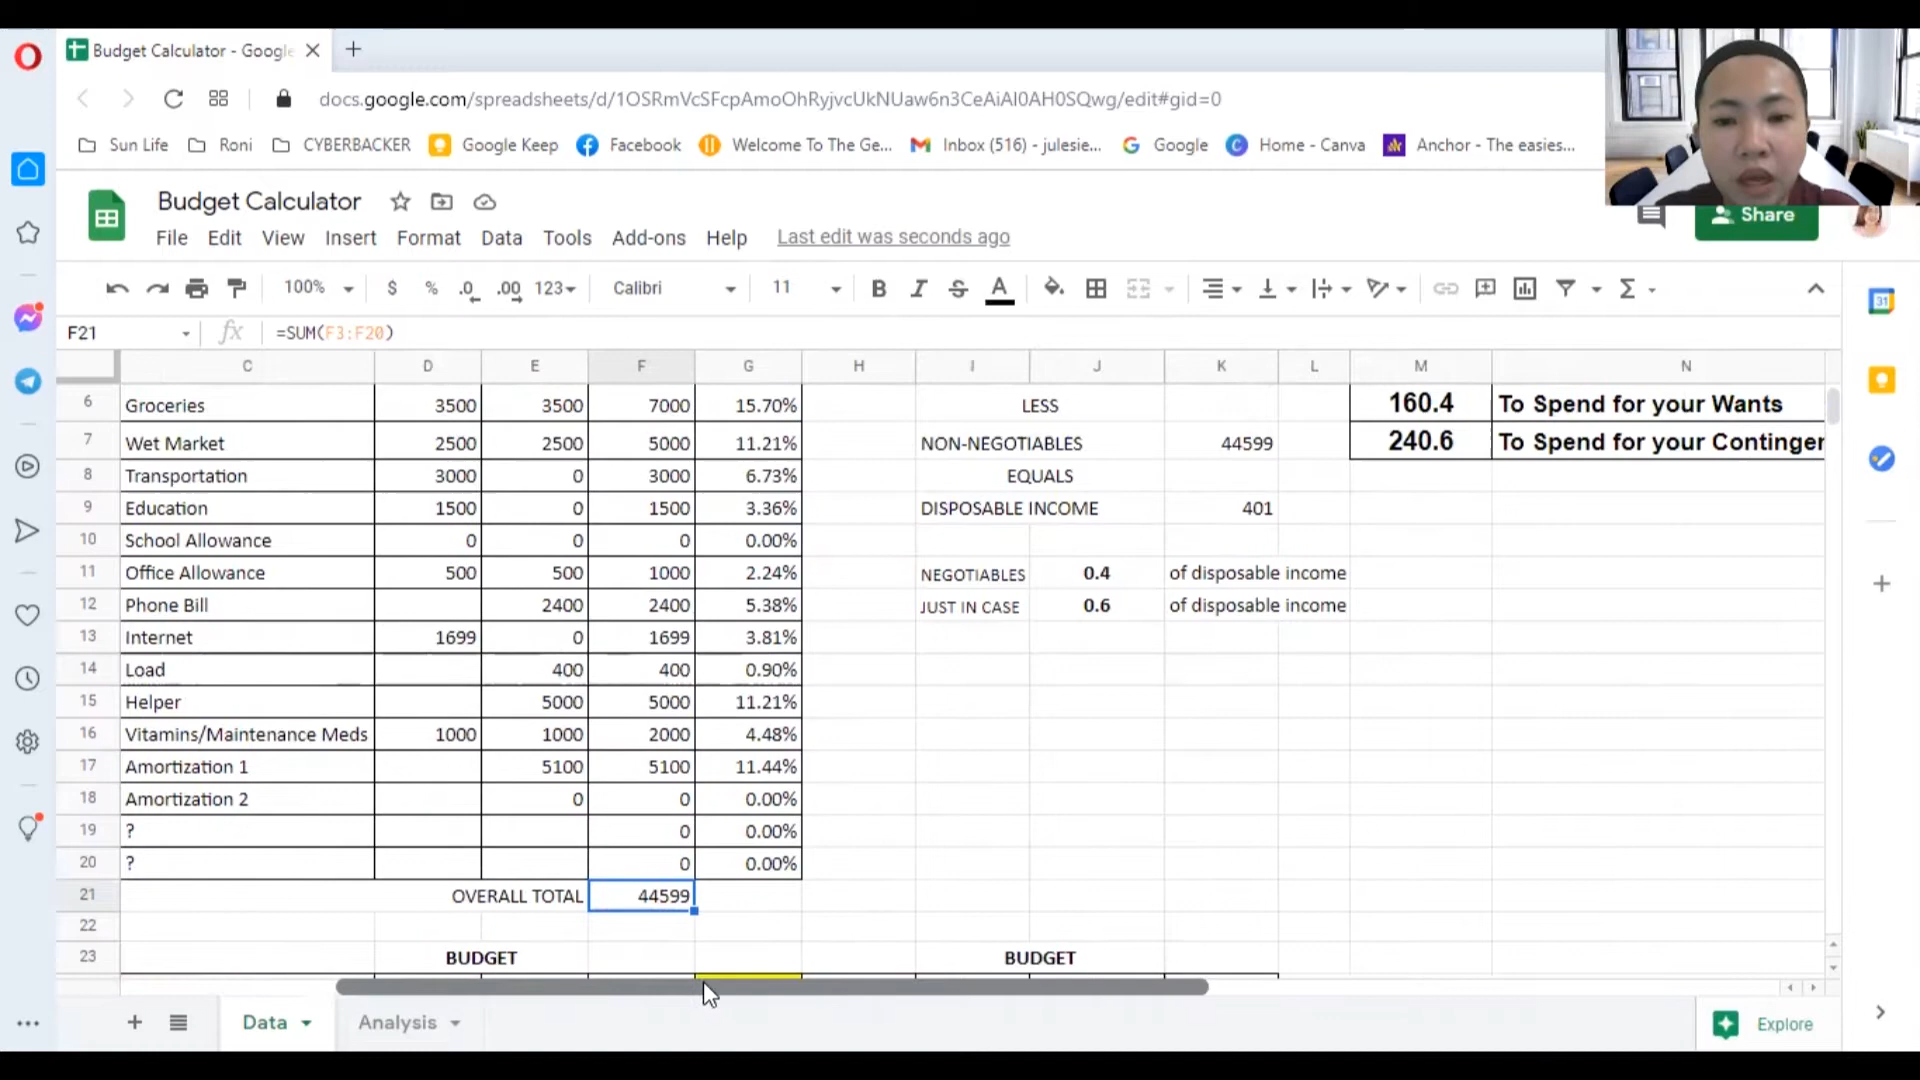 Budget Calculator - Google
docs.google.com/spreadsheets/d/1OSRmVcSFcpAmoOhRyjvcUkNUaw6n3CeAiAl0AH0SQwg/edit#gid=0
Sun Life Roni CYBERBACKER Google Keep Facebook Welcome To The Ge... Inbox (516) - julesie... Google Home - Canva Anchor - The easies...
Budget Calculator
File Edit View Insert Format Data Tools Add-ons Help Last edit was seconds ago
Share
100% $ % .0 .00 123 Calibri 11 B I S A Σ
31
F21 fx =SUM(F3:F20)
C D E F G H I J K L M N
6 Groceries 3500 3500 7000 15.70% LESS 160.4 To Spend for your Wants
7 Wet Market 2500 2500 5000 11.21% NON-NEGOTIABLES 44599 240.6 To Spend for your Contingen
8 Transportation 3000 0 3000 6.73% EQUALS
9 Education 1500 0 1500 3.36% DISPOSABLE INCOME 401
10 School Allowance 0 0 0 0.00%
11 Office Allowance 500 500 1000 2.24% NEGOTIABLES 0.4 of disposable income
12 Phone Bill 2400 2400 5.38% JUST IN CASE 0.6 of disposable income
13 Internet 1699 0 1699 3.81%
14 Load 400 400 0.90%
15 Helper 5000 5000 11.21%
16 Vitamins/Maintenance Meds 1000 1000 2000 4.48%
17 Amortization 1 5100 5100 11.44%
18 Amortization 2 0 0 0.00%
19 ? 0 0.00%
20 ? 0 0.00%
21 OVERALL TOTAL 44599
22
23 BUDGET BUDGET
Data Analysis Explore